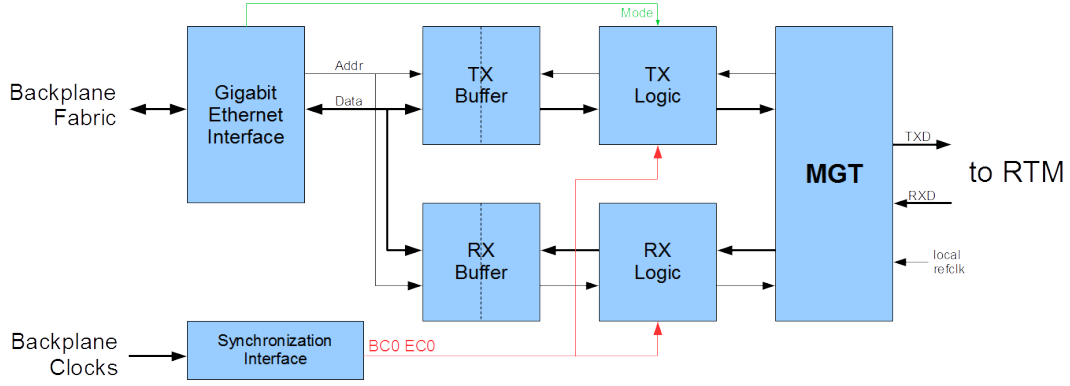 Mode
Backplane
Fabric
Gigabit
Ethernet
Interface
Addr
Data
TX
Buffer
TX
Logic
MGT
TXD
to RTM
RXD
local
refclk
RX
Buffer
RX
Logic
Backplane
Clocks
Synchronization
Interface
BC0 EC0